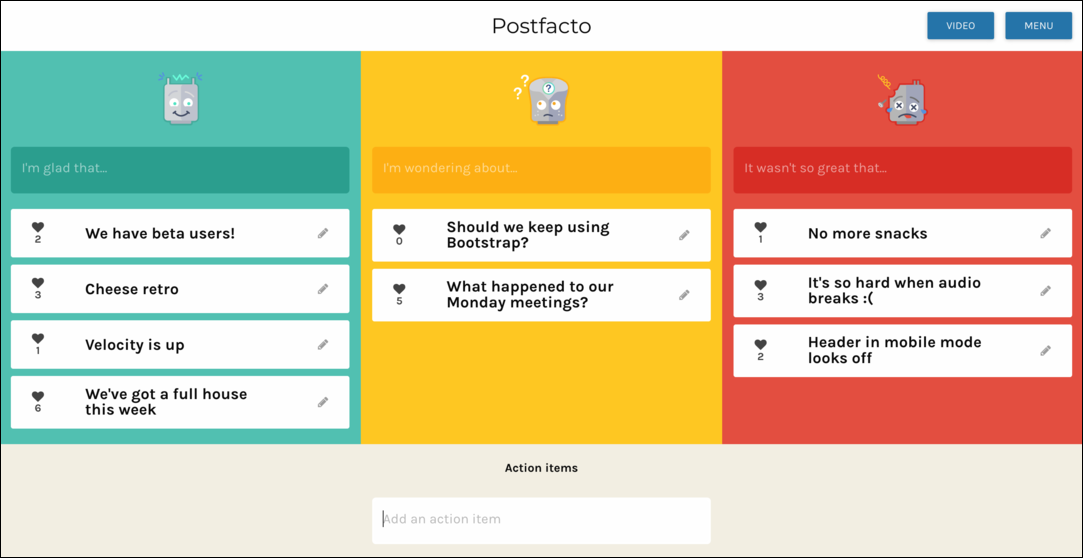 Postfacto
VIDEO
MENU
? ? ?
I'm glad that...
2
We have beta users!
3
Cheese retro
1
Velocity is up
6
We've got a full house
this week
I'm wondering about...
0
Should we keep using
Bootstrap?
5
What happened to our
Monday meetings?
It wasn't so great that...
1
No more snacks
3
It's so hard when audio
breaks :(
2
Header in mobile mode
looks off
Action items
Add an action item